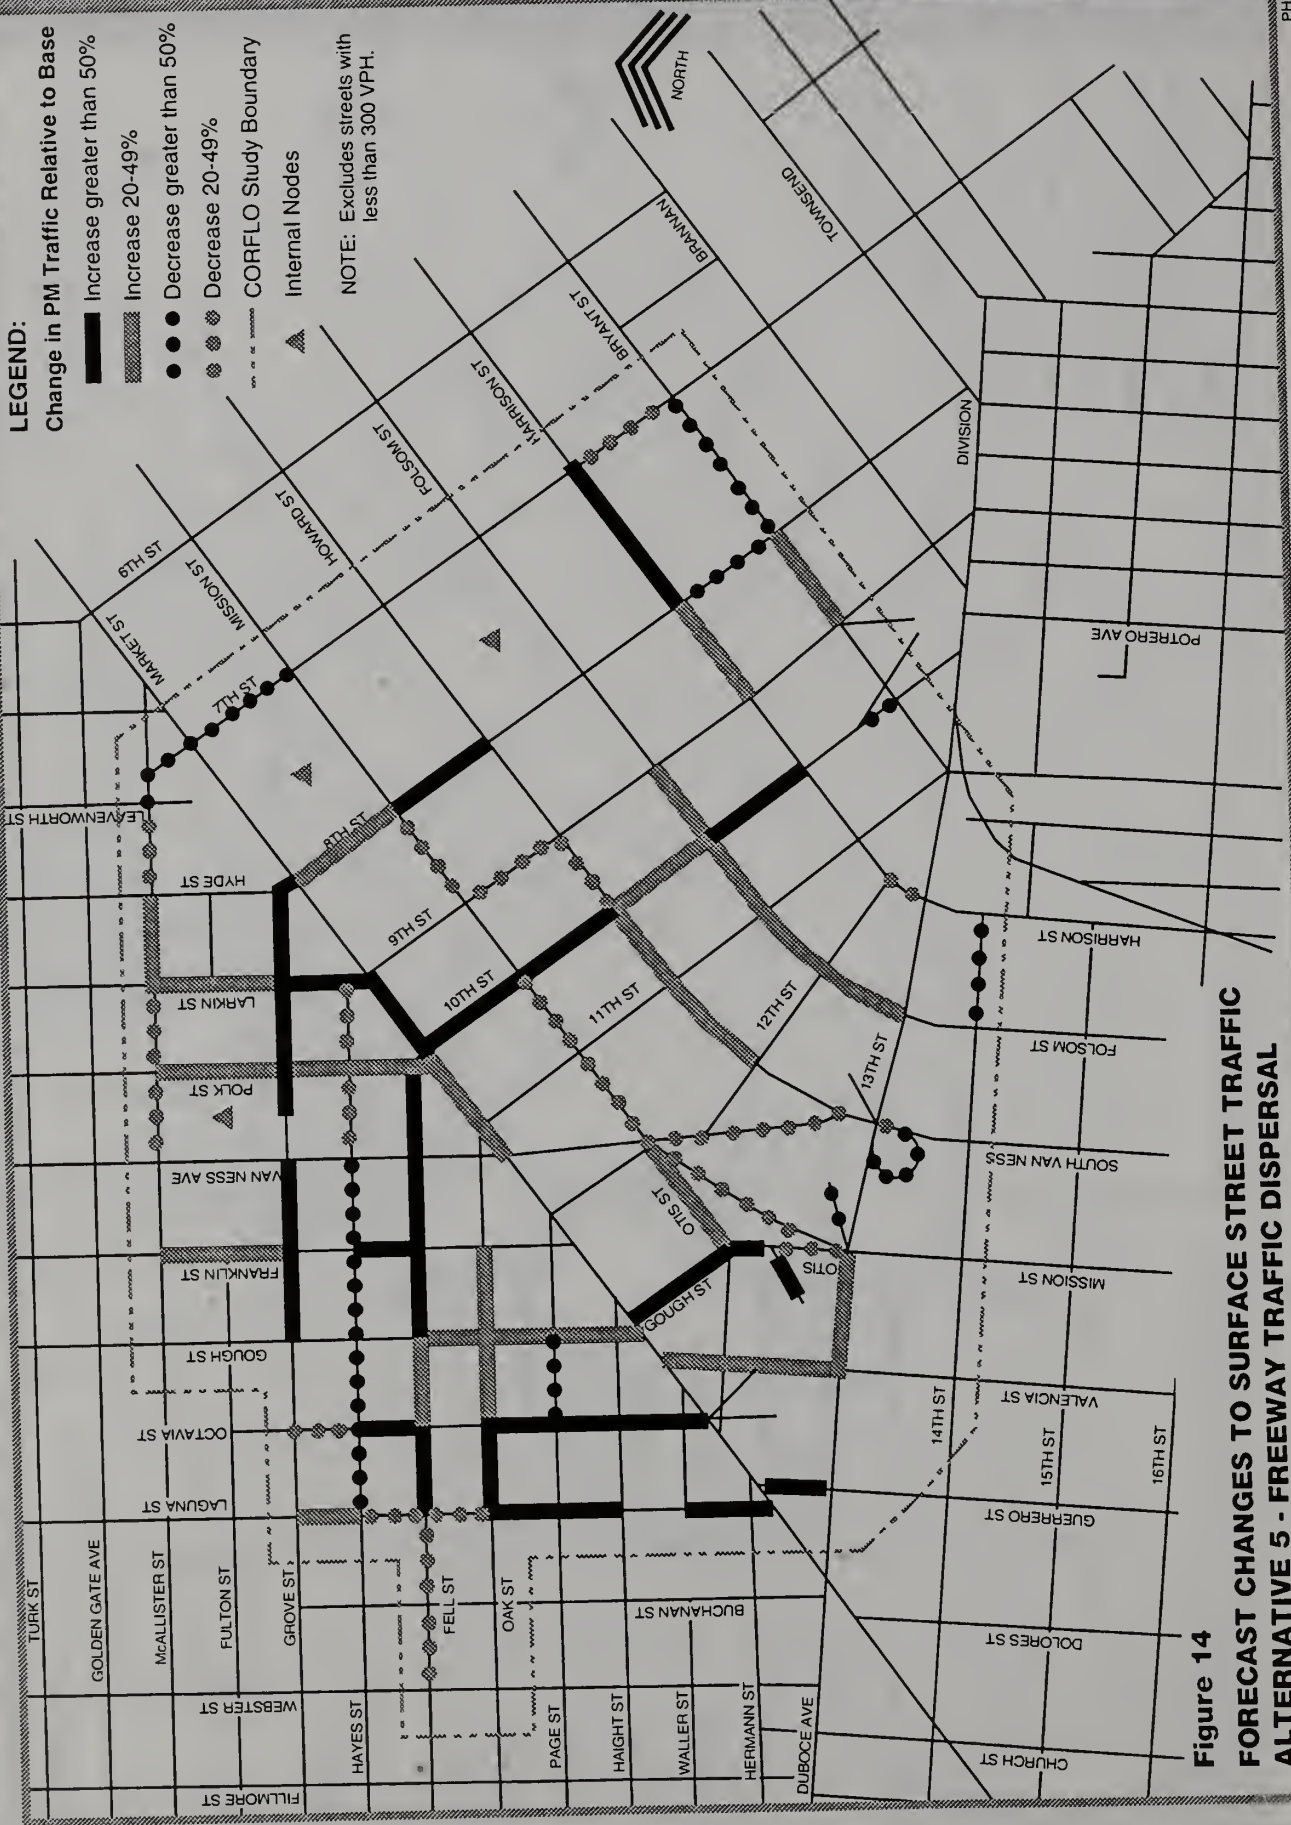 LEGEND:
Change in PM Traffic Relative to Base
Increase greater than 50%
Increase 20-49%
Decrease greater than 50%
Decrease 20-49%
CORFLO Study Boundary
Internal Nodes
NOTE: Excludes streets with
less than 300 VPH.
NORTH
TURK ST
GOLDEN GATE AVE
McALLISTER ST
FULTON ST
GROVE ST
HAYES ST
FELL ST
OAK ST
PAGE ST
HAIGHT ST
WALLER ST
HERMANN ST
DUBOCE AVE
14TH ST
15TH ST
16TH ST
FILLMORE ST
WEBSTER ST
BUCHANAN ST
LAGUNA ST
OCTAVIA ST
GOUGH ST
FRANKLIN ST
VAN NESS AVE
POLK ST
LARKIN ST
HYDE ST
LEAVENWORTH ST
CHURCH ST
DOLORES ST
GUERRERO ST
VALENCIA ST
MISSION ST
SOUTH VAN NESS
FOLSOM ST
HARRISON ST
POTRERO AVE
DIVISION
GOUGH ST
OTIS ST
OTIS
13TH ST
12TH ST
11TH ST
10TH ST
9TH ST
8TH ST
7TH ST
6TH ST
MARKET ST
MISSION ST
HOWARD ST
FOLSOM ST
HARRISON ST
BRYANT ST
BRANNAN
TOWNSEND
Figure 14
FORECAST CHANGES TO SURFACE STREET TRAFFIC
ALTERNATIVE 5 - FREEWAY TRAFFIC DISPERSAL